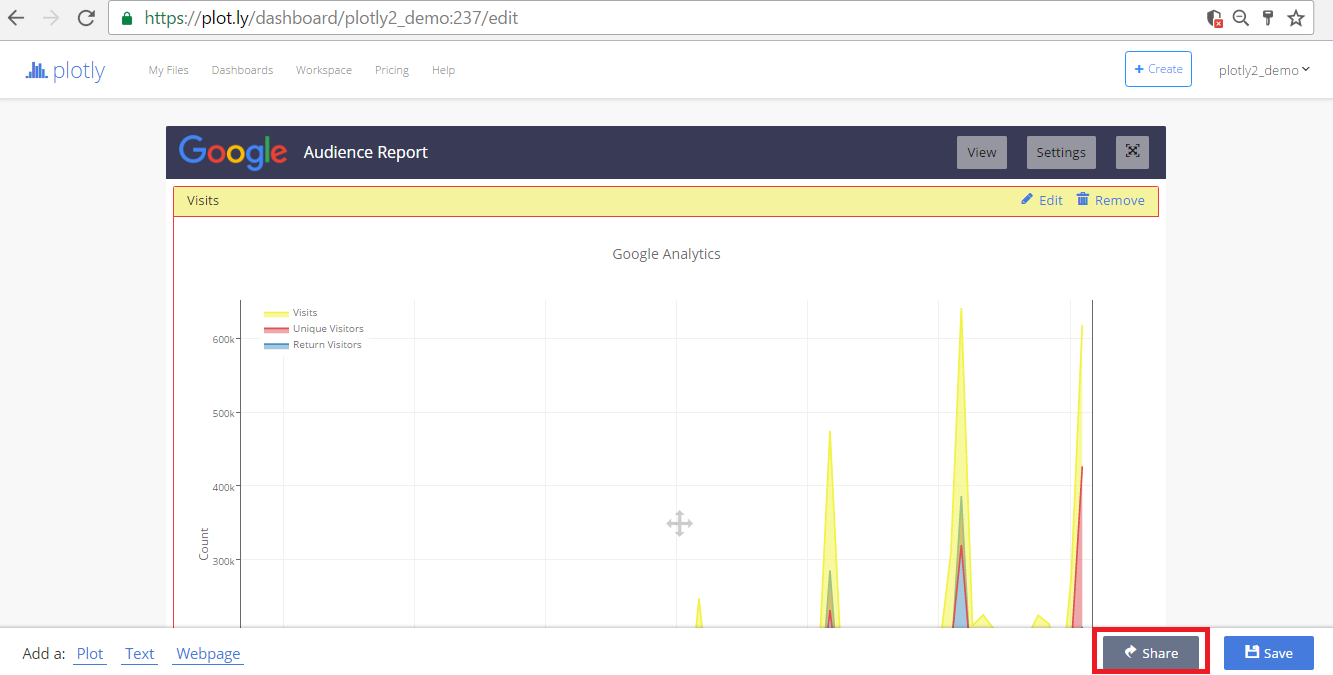 https://plot.ly/dashboard/plotly2_demo:237/edit
plotly My Files Dashboards Workspace Pricing Help + Create plotly2_demo
Google Audience Report View Settings
Visits Edit Remove
Google Analytics
Visits
Unique Visitors
Return Visitors
600k
500k
400k
Count
300k
Add a: Plot Text Webpage Share Save